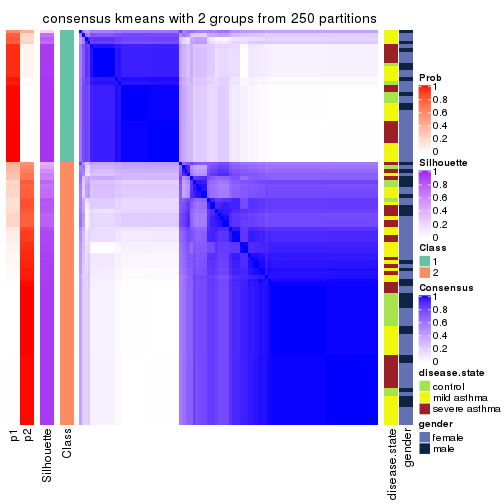 consensus kmeans with 2 groups from 250 partitions
Prob
1
0.8
0.6
0.4
0.2
0
Silhouette
1
0.8
0.6
0.4
0.2
0
Class
1
2
Consensus
1
0.8
0.6
0.4
0.2
0
disease.state
control
mild asthma
severe asthma
gender
female
male
p1
p2
Silhouette
Class
disease.state
gender